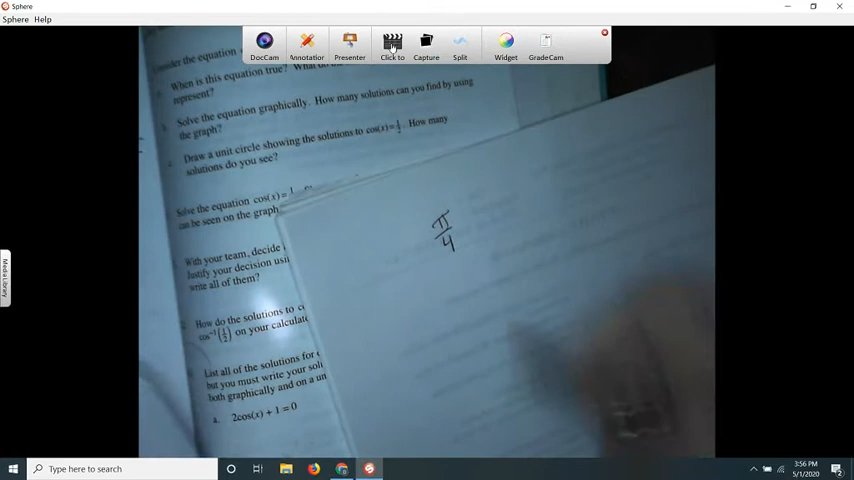 Sphere
Sphere Help
DocCam Annotation Presenter Click to Capture Split Widget GradeCam
Consider the equation
a. When is this equation true? What do
represent?
Solve the equation graphically. How many solutions can you find by using
the graph?
Draw a unit circle showing the solutions to cos(x)=1/2. How many
solutions do you see?
Solve the equation cos(x)=
can be seen on the graph
With your team, decide
Justify your decision usi
write all of them?
How do the solutions to c
cos⁻¹(1/2) on your calculat
List all of the solutions for
but you must write your sol
both graphically and on a un
a. 2cos(x)+1=0
π/4
Media Library
Type here to search
3:56 PM
5/1/2020
2